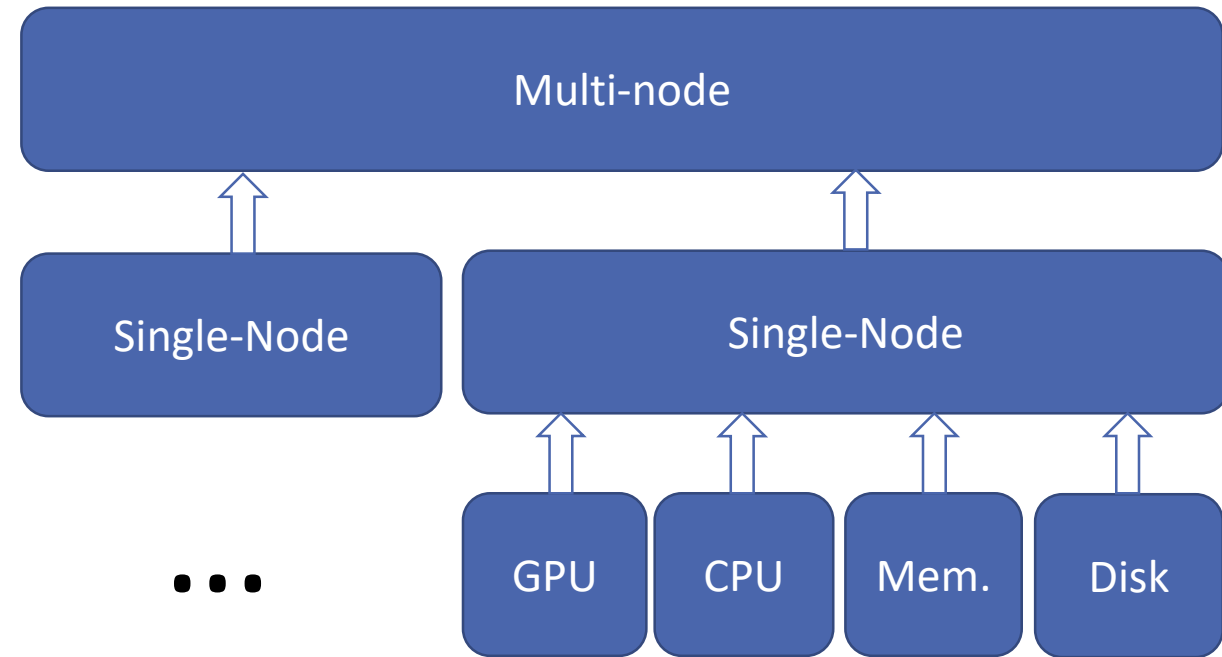 Multi-node
Single-Node
Single-Node
...
GPU
CPU
Mem.
Disk